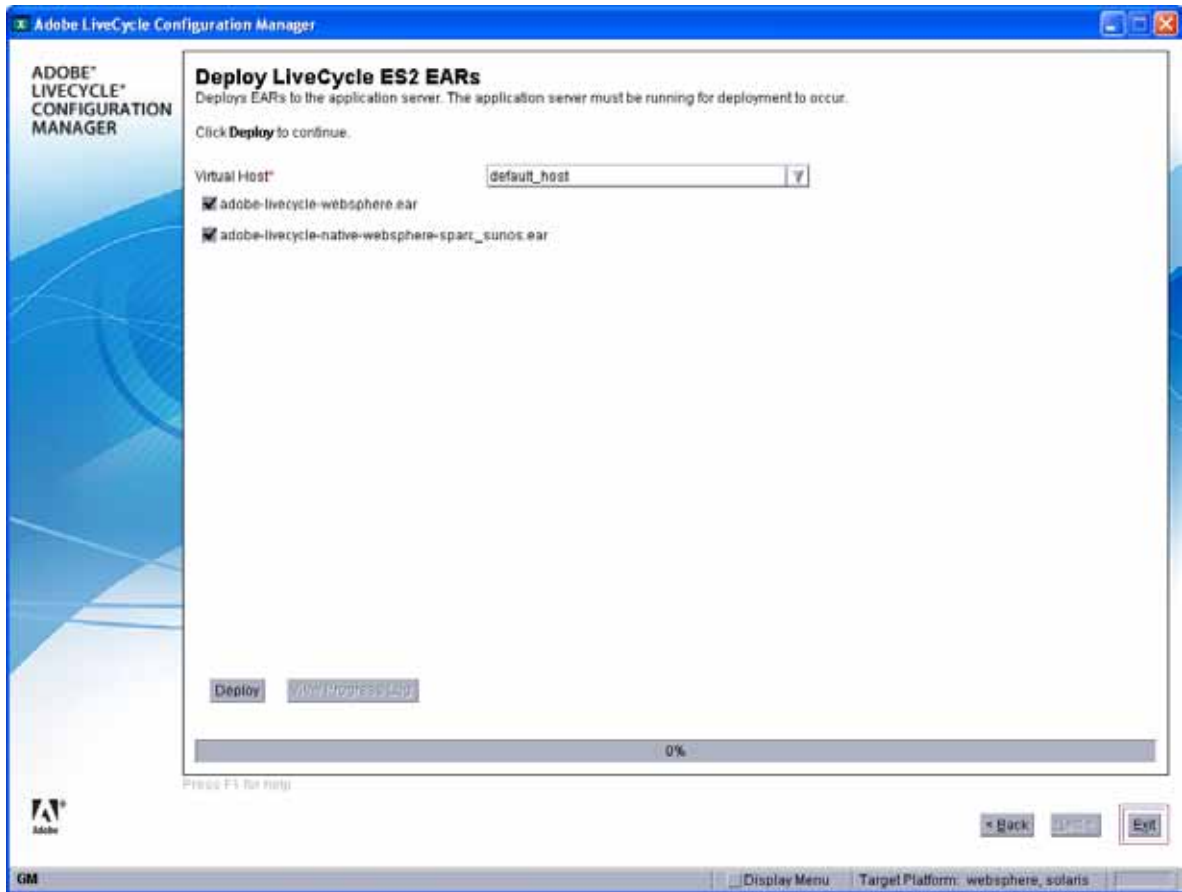 Adobe LiveCycle Configuration Manager
ADOBE®
LIVECYCLE®
CONFIGURATION
MANAGER
Deploy LiveCycle ES2 EARs
Deploys EARs to the application server. The application server must be running for deployment to occur.
Click Deploy to continue.
Virtual Host* default_host
adobe-livecycle-websphere.ear
adobe-livecycle-native-websphere-sparc_sunos.ear
Deploy View Progress Log
0%
Press F1 for help
Adobe
< Back Exit
GM Display Menu Target Platform: websphere, solaris